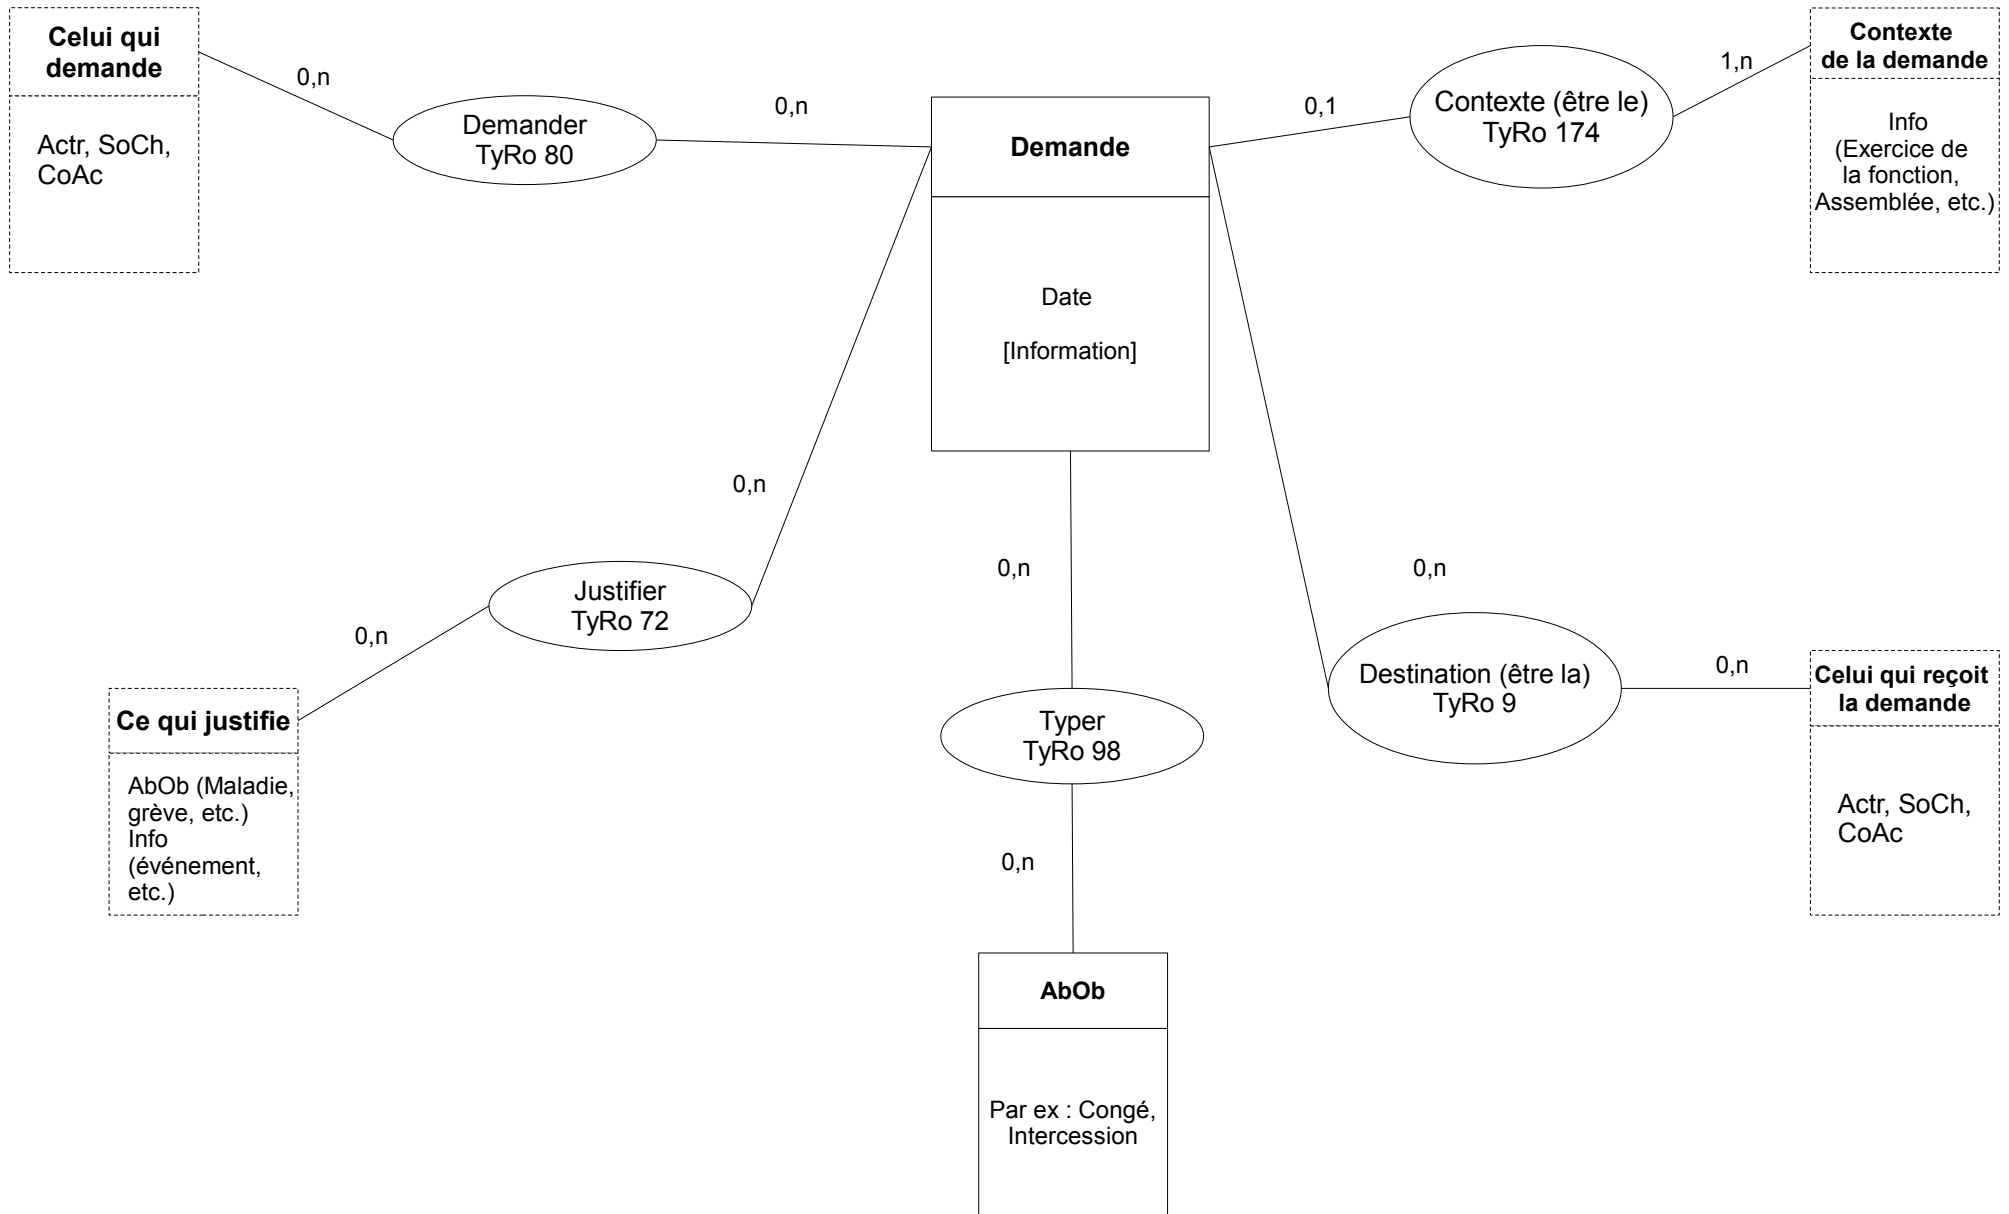 Celui qui
demande
Actr, SoCh,
CoAc
0,n
Demander
TyRo 80
0,n
Demande
Date
[Information]
0,1
Contexte (être le)
TyRo 174
1,n
Contexte
de la demande
Info
(Exercice de
la fonction,
Assemblée, etc.)
0,n
Justifier
TyRo 72
0,n
Ce qui justifie
AbOb (Maladie,
grève, etc.)
Info
(événement,
etc.)
0,n
Typer
TyRo 98
0,n
AbOb
Par ex : Congé,
Intercession
0,n
Destination (être la)
TyRo 9
0,n
Celui qui reçoit
la demande
Actr, SoCh,
CoAc